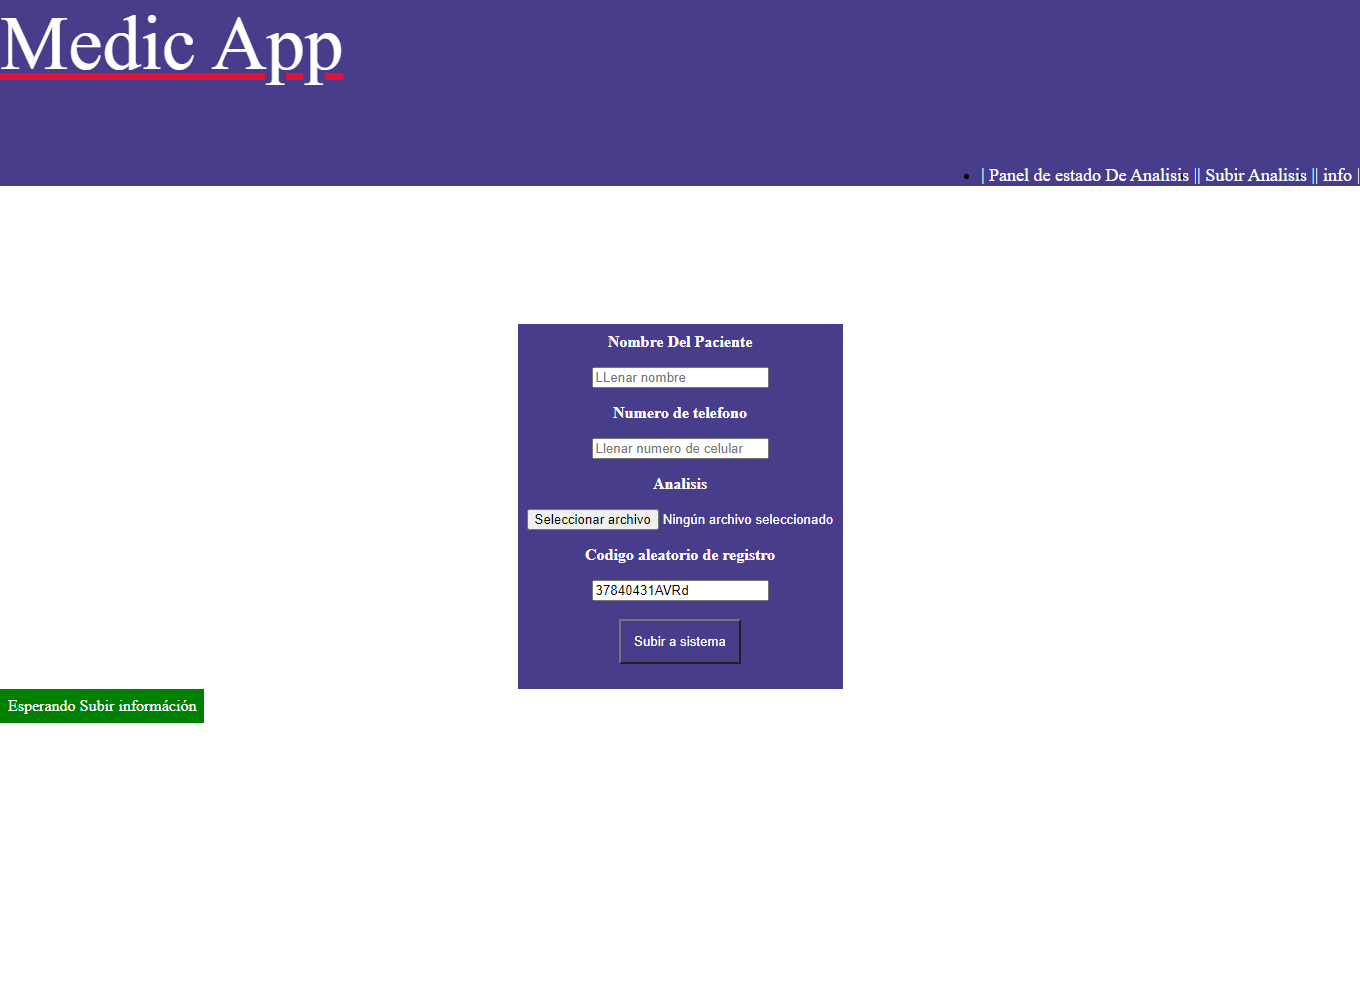 Medic App
| Panel de estado De Analisis || Subir Analisis || info |
Nombre Del Paciente
LLenar nombre
Numero de telefono
Llenar numero de celular
Analisis
Seleccionar archivo Ningún archivo seleccionado
Codigo aleatorio de registro
37840431AVRd
Subir a sistema
Esperando Subir információn